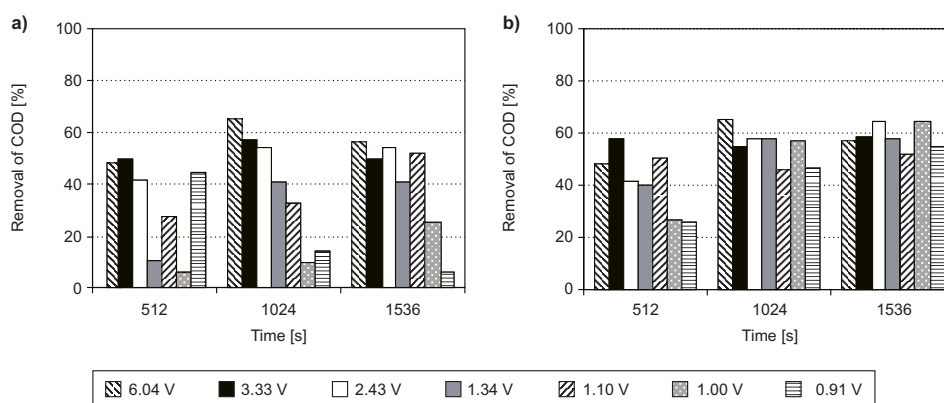 a)
Removal of COD [%]
100
80
60
40
20
0
512 1024 1536
Time [s]
b)
Removal of COD [%]
100
80
60
40
20
0
512 1024 1536
Time [s]
6.04 V 3.33 V 2.43 V 1.34 V 1.10 V 1.00 V 0.91 V